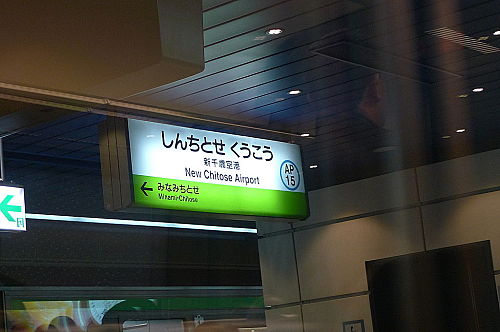 しんちとせ くうこう
新千歳空港
New Chitose Airport
AP
15
← みなみちとせ
Minami-Chitose